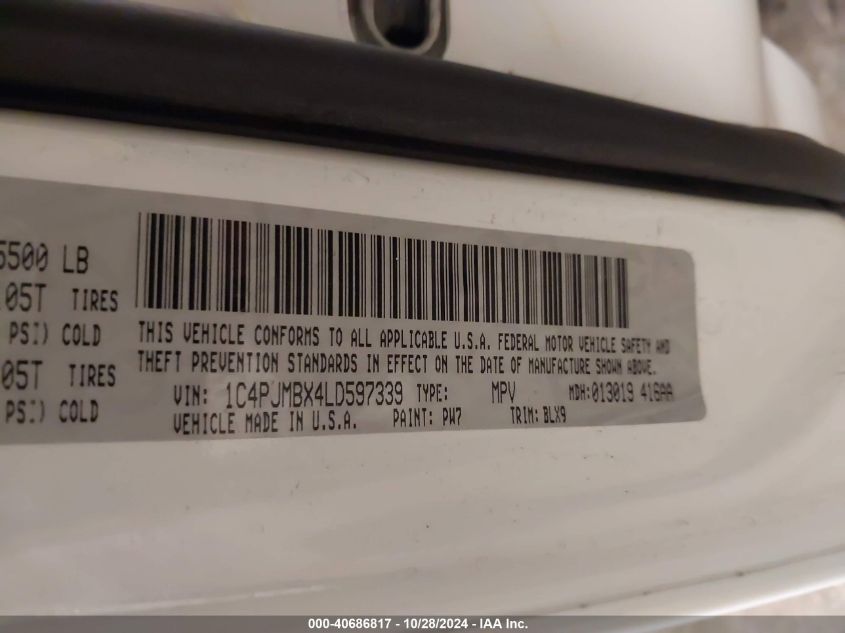 5500 LB
05T TIRES
PSI) COLD
05T TIRES
PSI) COLD
THIS VEHICLE CONFORMS TO ALL APPLICABLE U.S.A. FEDERAL MOTOR VEHICLE SAFETY AND
THEFT PREVENTION STANDARDS IN EFFECT ON THE DATE OF MANUFACTURE SHOWN ABOVE.
VIN: 1C4PJMBX4LD597339 TYPE: MPV MDH:013019 416AA
VEHICLE MADE IN U.S.A. PAINT: PW7 TRIM: BLX9
000-40686817 - 10/28/2024 - IAA Inc.